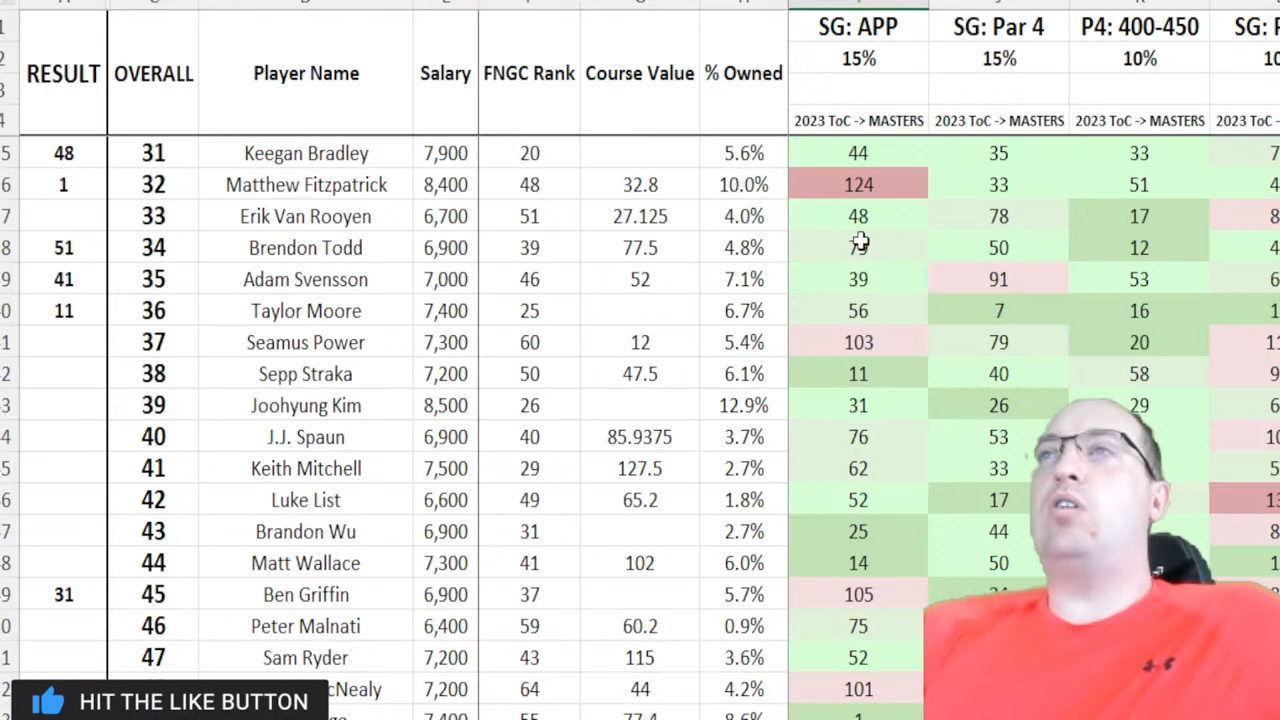 SG: APP SG: Par 4 P4: 400-450
RESULT OVERALL Player Name Salary FNGC Rank Course Value % Owned
15% 15% 10%
2023 ToC -> MASTERS 2023 ToC -> MASTERS 2023 ToC -> MASTERS 2023 ToC ->
48 31 Keegan Bradley 7,900 20 5.6% 44 35 33
1 32 Matthew Fitzpatrick 8,400 48 32.8 10.0% 124 33 51
33 Erik Van Rooyen 6,700 51 27.125 4.0% 48 78 17
51 34 Brendon Todd 6,900 39 77.5 4.8% 50 12
41 35 Adam Svensson 7,000 46 52 7.1% 39 91 53
11 36 Taylor Moore 7,400 25 6.7% 56 7 16
37 Seamus Power 7,300 60 12 5.4% 103 79 20
38 Sepp Straka 7,200 50 47.5 6.1% 11 40 58
39 Joohyung Kim 8,500 26 12.9% 31 26 29
40 J.J. Spaun 6,900 40 85.9375 3.7% 76 53
41 Keith Mitchell 7,500 29 127.5 2.7% 62 33
42 Luke List 6,600 49 65.2 1.8% 52 17
43 Brandon Wu 6,900 31 2.7% 25 44
44 Matt Wallace 7,300 41 102 6.0% 14 50
31 45 Ben Griffin 6,900 37 5.7% 105
46 Peter Malnati 6,400 59 60.2 0.9% 75
47 Sam Ryder 7,200 43 115 3.6% 52
cNealy 7,200 64 44 4.2% 101
HIT THE LIKE BUTTON